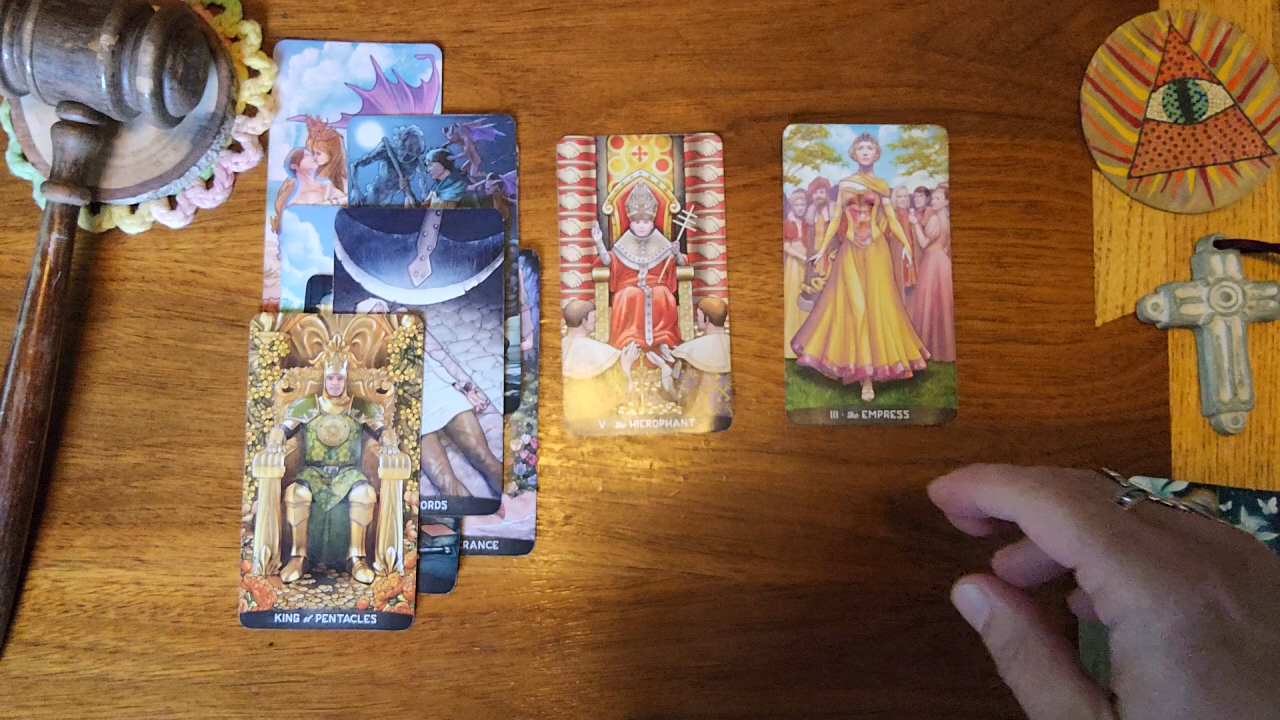 V · the HIEROPHANT
III · the EMPRESS
ORDS
RANCE
KING of PENTACLES